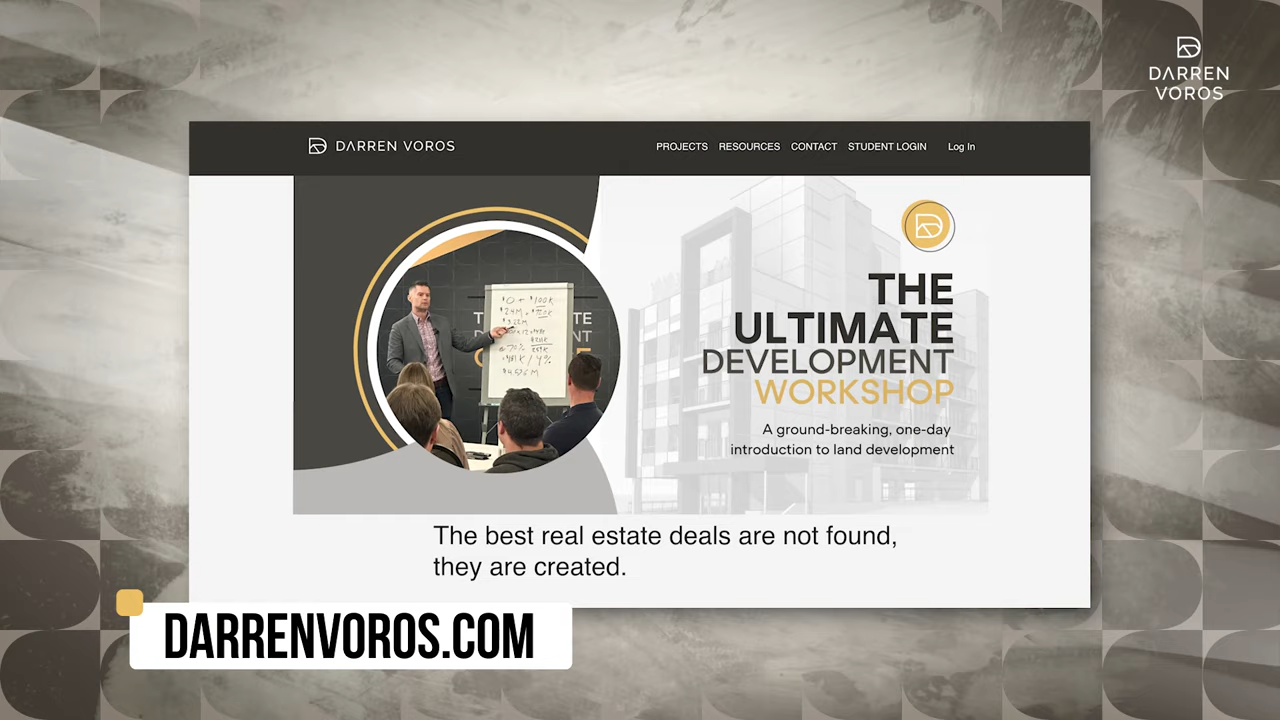 DARREN
VOROS
DARREN VOROS
PROJECTS RESOURCES CONTACT STUDENT LOGIN Log In
THE
ULTIMATE
DEVELOPMENT
WORKSHOP
A ground-breaking, one-day
introduction to land development
The best real estate deals are not found,
they are created.
DARRENVOROS.COM